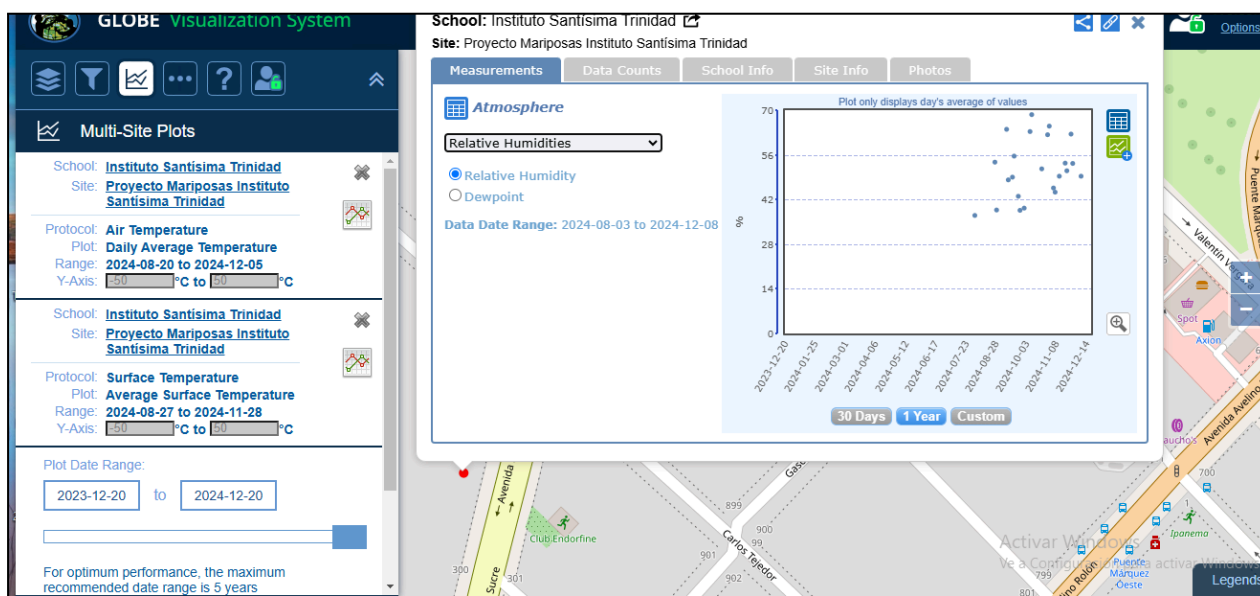 GLOBE Visualization System
Multi-Site Plots
School: Instituto Santísima Trinidad
Site: Proyecto Mariposas Instituto
Santísima Trinidad
Protocol: Air Temperature
Plot: Daily Average Temperature
Range: 2024-08-20 to 2024-12-05
Y-Axis: -50 °C to 50 °C
School: Instituto Santísima Trinidad
Site: Proyecto Mariposas Instituto
Santísima Trinidad
Protocol: Surface Temperature
Plot: Average Surface Temperature
Range: 2024-08-27 to 2024-11-28
Y-Axis: -50 °C to 50 °C
Plot Date Range:
2023-12-20 to 2024-12-20
For optimum performance, the maximum
recommended date range is 5 years
School: Instituto Santísima Trinidad
Site: Proyecto Mariposas Instituto Santísima Trinidad
Measurements Data Counts School Info Site Info Photos
Atmosphere
Relative Humidities
Relative Humidity
Dewpoint
Data Date Range: 2024-08-03 to 2024-12-08
Plot only displays day's average of values
70
56
42
28
14
0
%
2023-12-20
2024-01-25
2024-03-01
2024-04-06
2024-05-12
2024-06-17
2024-07-23
2024-08-28
2024-10-03
2024-11-08
2024-12-14
30 Days 1 Year Custom
Options
Puente Márque
Valentín Vergara
Spot
Axion
aucho's
Avenida Avelino
700
Ipanema
Puente
Márquez
Oeste
799
801
ino Rolón
Avenida
Sucre
Club Endorfine
300
301
899
900
99
901
902
Carlos Tejedor
Gasc
Activar Windows
Ve a Configuración para activar Windows
Legends